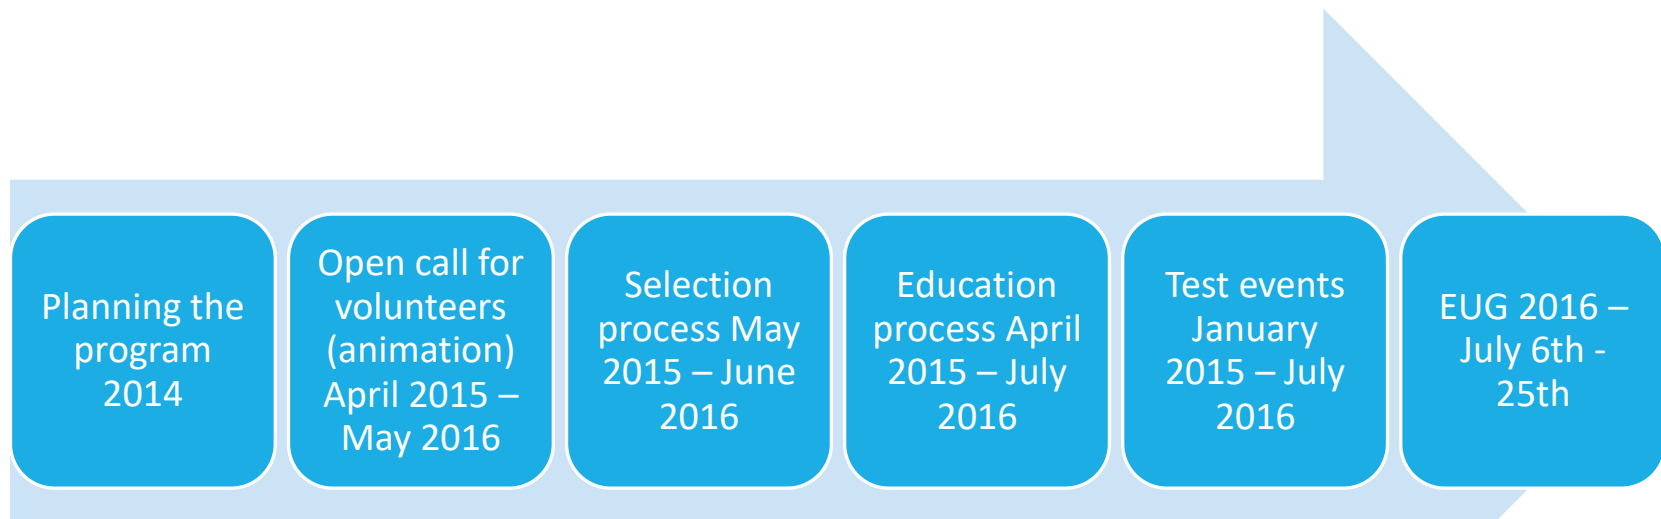 Planning the
program
2014
Open call for
volunteers
(animation)
April 2015 –
May 2016
Selection
process May
2015 – June
2016
Education
process April
2015 – July
2016
Test events
January
2015 – July
2016
EUG 2016 –
July 6th -
25th